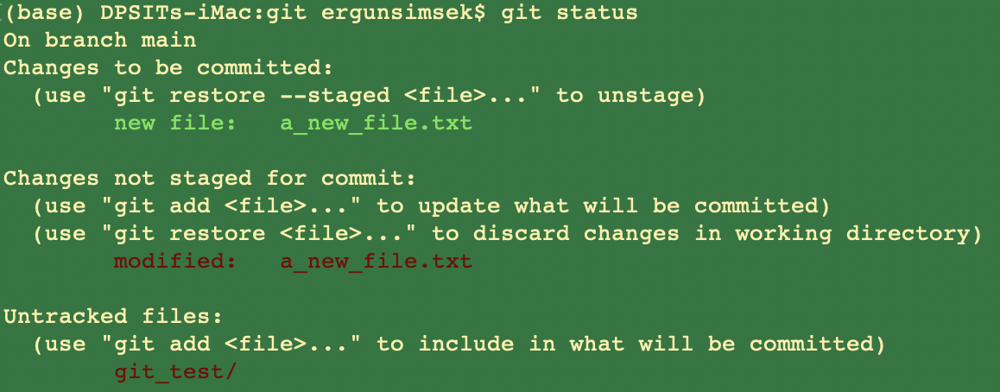 (base) DPSITs-iMac:git ergunsimsek$ git status
On branch main
Changes to be committed:
  (use "git restore --staged <file>..." to unstage)
        new file:   a_new_file.txt

Changes not staged for commit:
  (use "git add <file>..." to update what will be committed)
  (use "git restore <file>..." to discard changes in working directory)
        modified:   a_new_file.txt

Untracked files:
  (use "git add <file>..." to include in what will be committed)
        git_test/